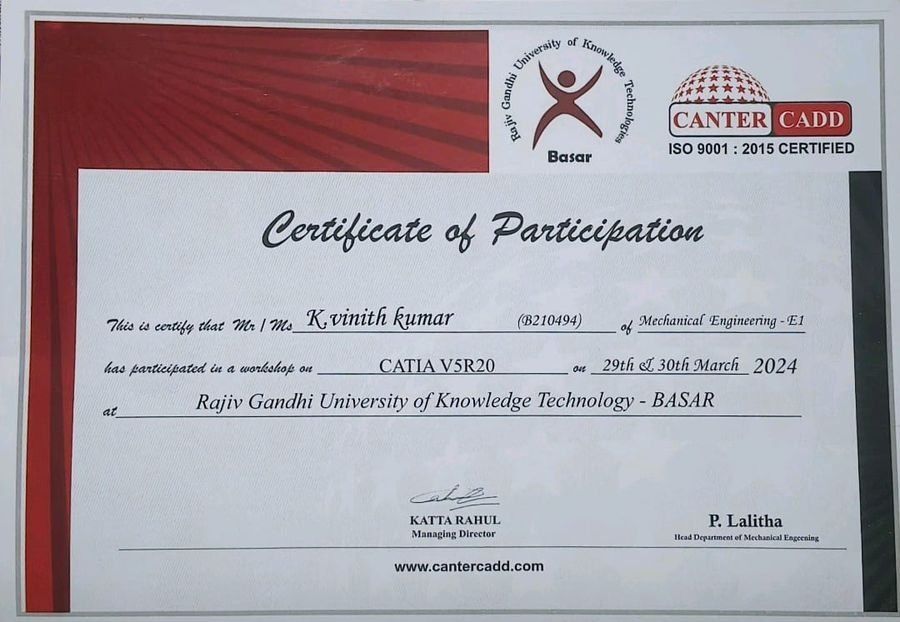 Rajiv Gandhi University of Knowledge Technologies
Basar
CANTER CADD
ISO 9001 : 2015 CERTIFIED
Certificate of Participation
This is certify that Mr / Ms K.vinith kumar (B210494) of Mechanical Engineering - E1
has participated in a workshop on CATIA V5R20 on 29th & 30th March 2024
at Rajiv Gandhi University of Knowledge Technology - BASAR
KATTA RAHUL
Managing Director
P. Lalitha
Head Department of Mechanical Engeening
www.cantercadd.com